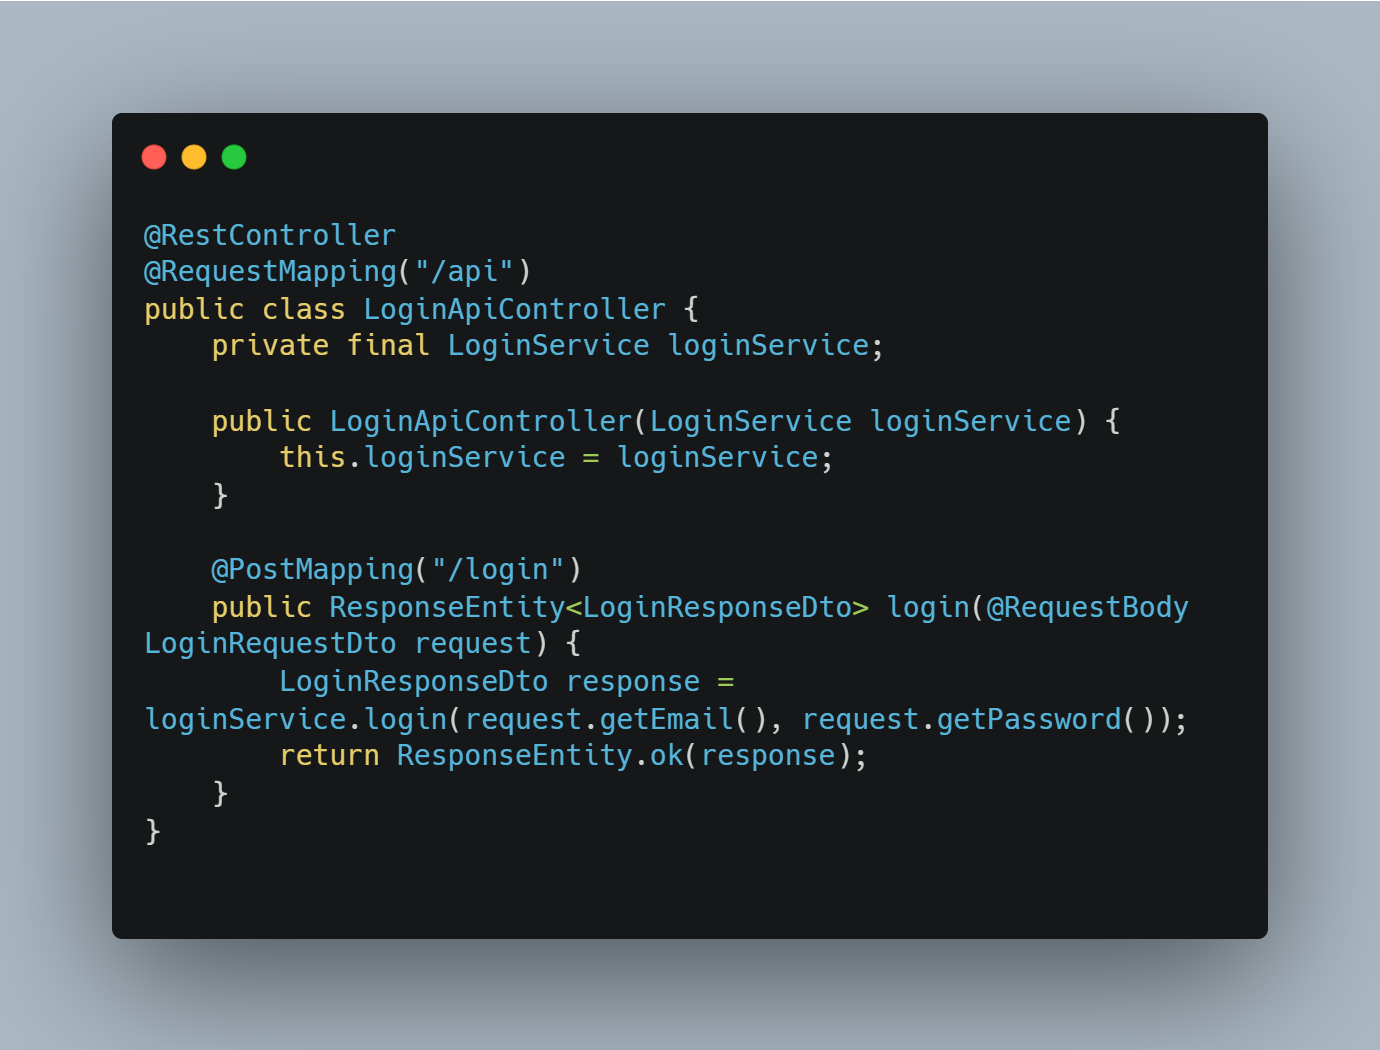 @RestController
@RequestMapping("/api")
public class LoginApiController {
    private final LoginService loginService;

    public LoginApiController(LoginService loginService) {
        this.loginService = loginService;
    }

    @PostMapping("/login")
    public ResponseEntity<LoginResponseDto> login(@RequestBody
LoginRequestDto request) {
        LoginResponseDto response =
loginService.login(request.getEmail(), request.getPassword());
        return ResponseEntity.ok(response);
    }
}